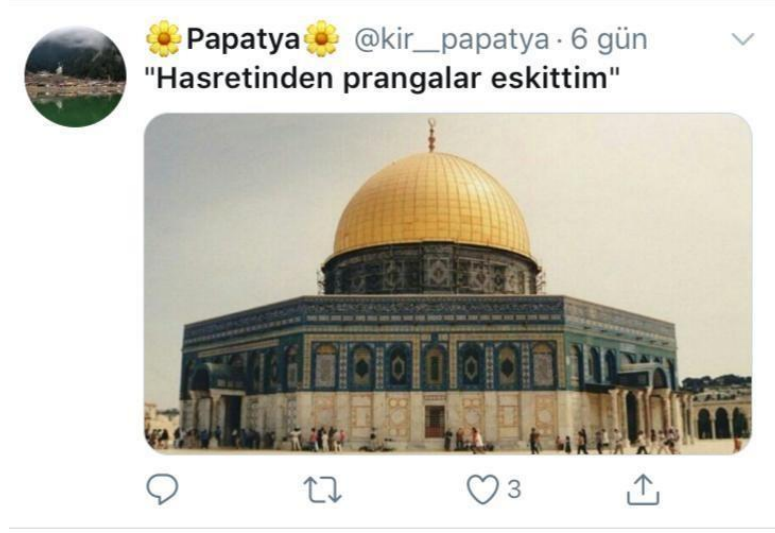 🌼Papatya🌼 @kir__papatya · 6 gün
"Hasretinden prangalar eskittim"
3